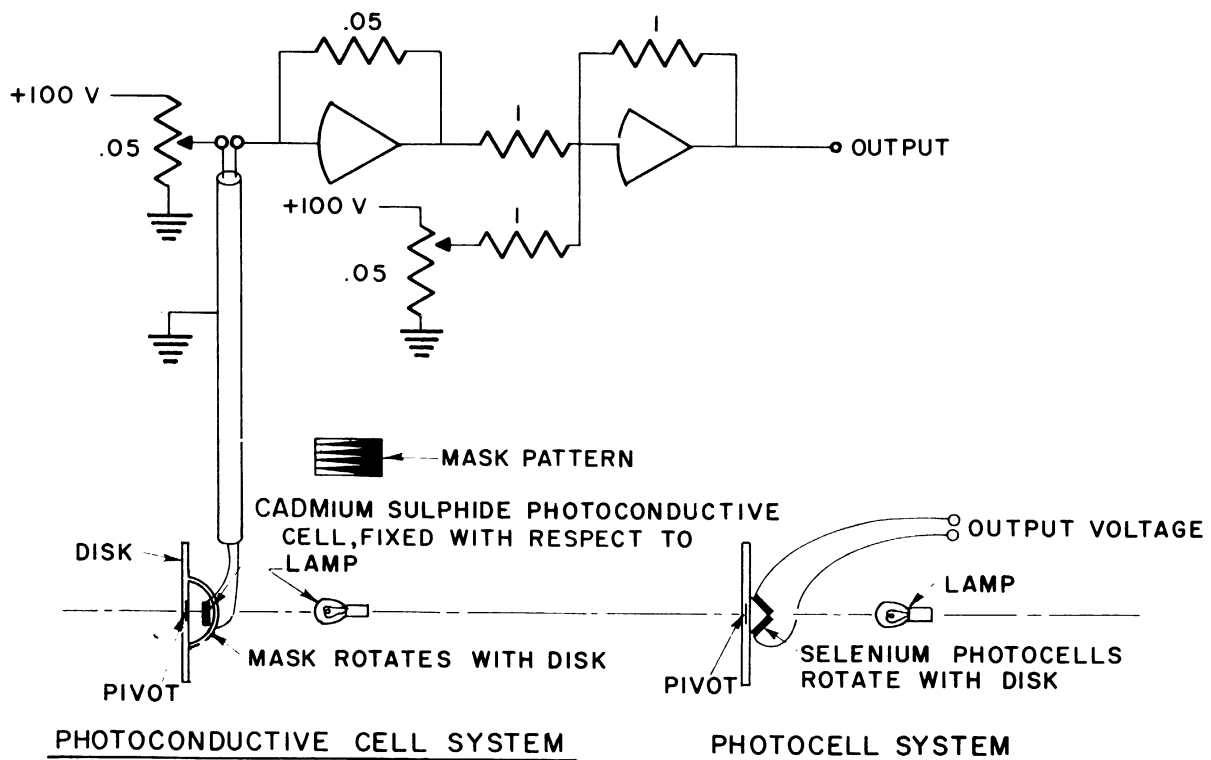 .05
1
+100 V
.05
1
OUTPUT
+100 V
1
.05
MASK PATTERN
CADMIUM SULPHIDE PHOTOCONDUCTIVE
CELL, FIXED WITH RESPECT TO
LAMP
DISK
MASK ROTATES WITH DISK
PIVOT
OUTPUT VOLTAGE
LAMP
SELENIUM PHOTOCELLS
ROTATE WITH DISK
PIVOT
PHOTOCONDUCTIVE CELL SYSTEM
PHOTOCELL SYSTEM